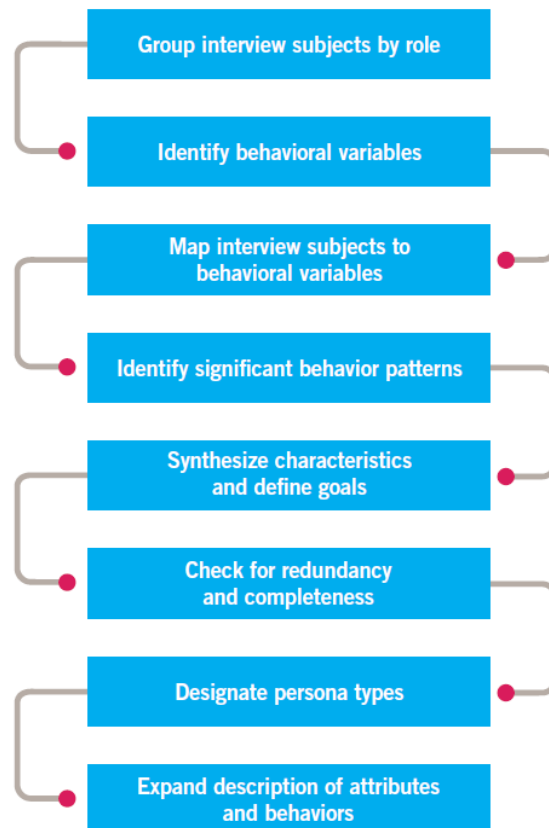 Group interview subjects by role
Identify behavioral variables
Map interview subjects to
behavioral variables
Identify significant behavior patterns
Synthesize characteristics
and define goals
Check for redundancy
and completeness
Designate persona types
Expand description of attributes
and behaviors